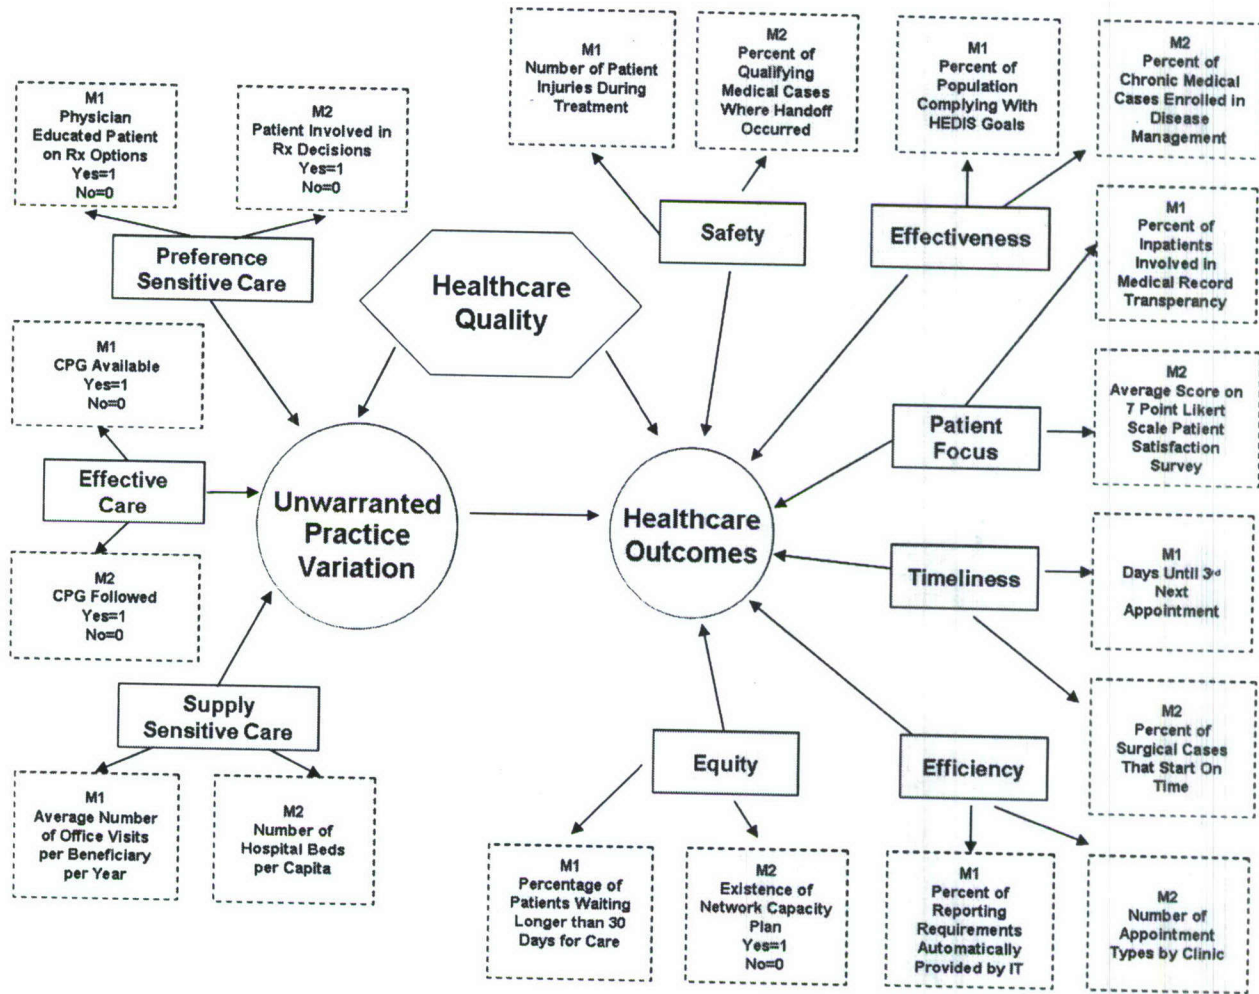 M1
Number of Patient
Injuries During
Treatment
M2
Percent of
Qualifying
Medical Cases
Where Handoff
Occurred
M1
Percent of
Population
Complying With
HEDIS Goals
M2
Percent of
Chronic Medical
Cases Enrolled in
Disease
Management
M1
Physician
Educated Patient
on Rx Options
Yes=1
No=0
M2
Patient Involved in
Rx Decisions
Yes=1
No=0
Preference
Sensitive Care
Healthcare
Quality
Safety
Effectiveness
M1
Percent of
Inpatients
Involved in
Medical Record
Transperancy
M1
CPG Available
Yes=1
No=0
Effective
Care
M2
CPG Followed
Yes=1
No=0
Unwarranted
Practice
Variation
Healthcare
Outcomes
Patient
Focus
M2
Average Score on
7 Point Likert
Scale Patient
Satisfaction
Survey
Timeliness
M1
Days Until 3rd
Next
Appointment
Supply
Sensitive Care
M1
Average Number
of Office Visits
per Beneficiary
per Year
M2
Number of
Hospital Beds
per Capita
Equity
Efficiency
M2
Percent of
Surgical Cases
That Start On
Time
M1
Percentage of
Patients Waiting
Longer than 30
Days for Care
M2
Existence of
Network Capacity
Plan
Yes=1
No=0
M1
Percent of
Reporting
Requirements
Automatically
Provided by IT
M2
Number of
Appointment
Types by Clinic